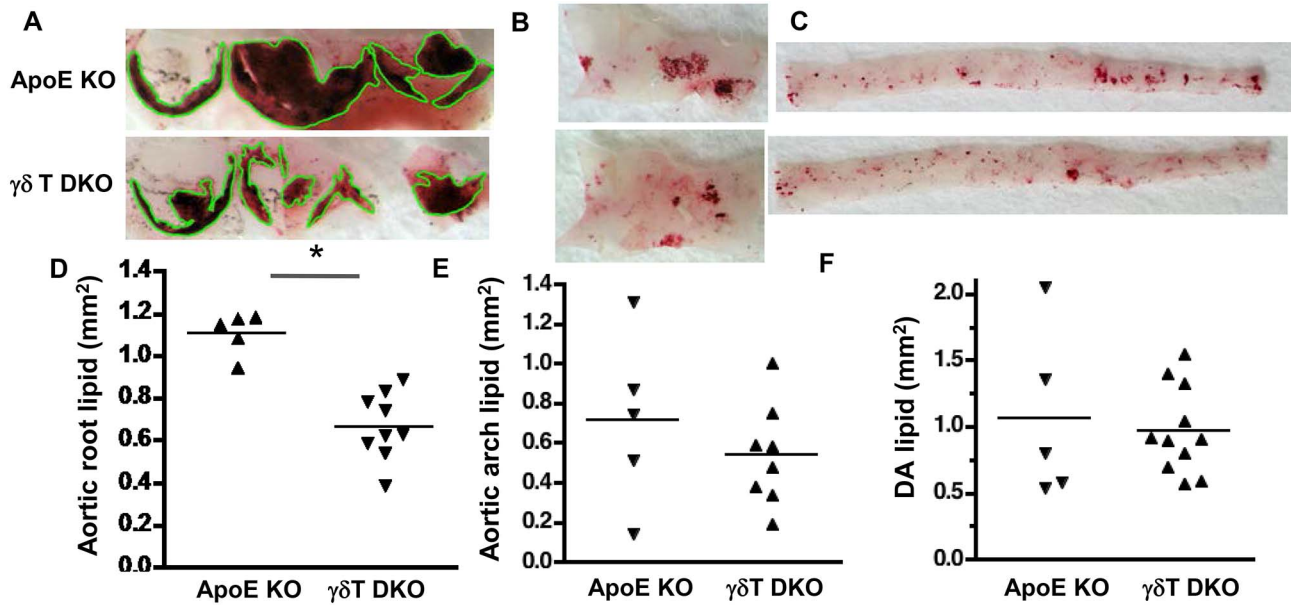 A
B
C
ApoE KO
γδ T DKO
D
*
E
F
Aortic root lipid (mm²)
1.4
1.2
1.0
0.8
0.6
0.4
0.2
0.0
ApoE KO
γδT DKO
Aortic arch lipid (mm²)
1.4
1.2
1.0
0.8
0.6
0.4
0.2
0.0
ApoE KO
γδT DKO
DA lipid (mm²)
2.0
1.5
1.0
0.5
0.0
ApoE KO
γδT DKO